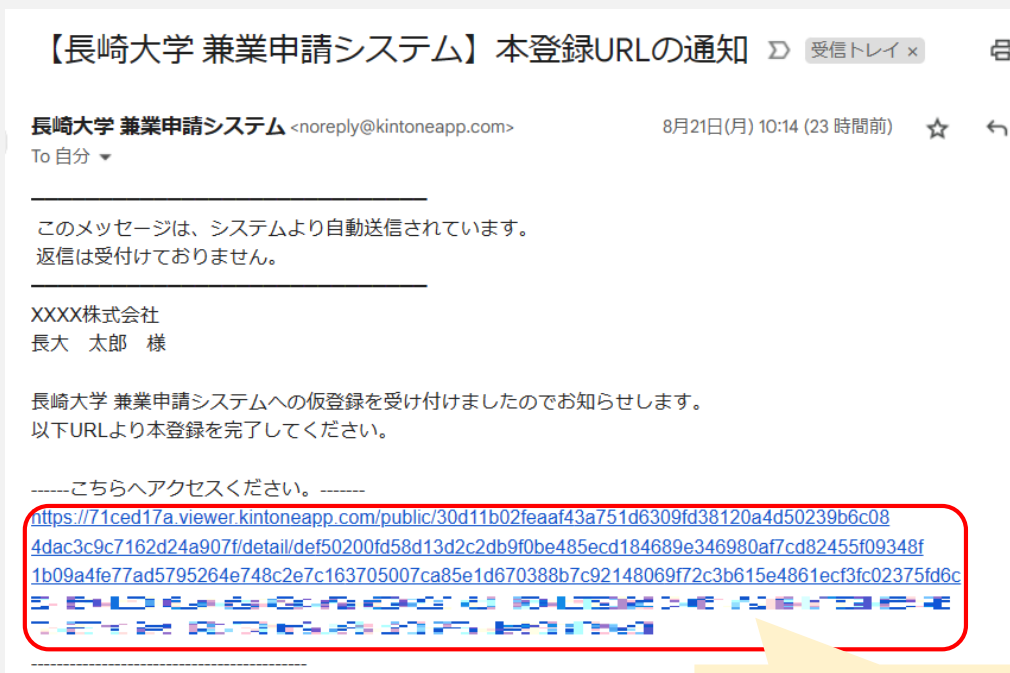 【長崎大学 兼業申請システム】本登録URLの通知 受信トレイ ×
長崎大学 兼業申請システム <noreply@kintoneapp.com> 8月21日(月) 10:14 (23 時間前)
To 自分
このメッセージは、システムより自動送信されています。
返信は受付けておりません。
XXXX株式会社
長大　太郎　様
長崎大学 兼業申請システムへの仮登録を受け付けましたのでお知らせします。
以下URLより本登録を完了してください。
------こちらへアクセスください。-------
https://71ced17a.viewer.kintoneapp.com/public/30d11b02feaaf43a751d6309fd38120a4d50239b6c08
4dac3c9c7162d24a907f/detail/def50200fd58d13d2c2db9f0be485ecd184689e346980af7cd82455f09348f
1b09a4fe77ad5795264e748c2e7c163705007ca85e1d670388b7c92148069f72c3b615e4861ecf3fc02375fd6c
-------------------------------------------